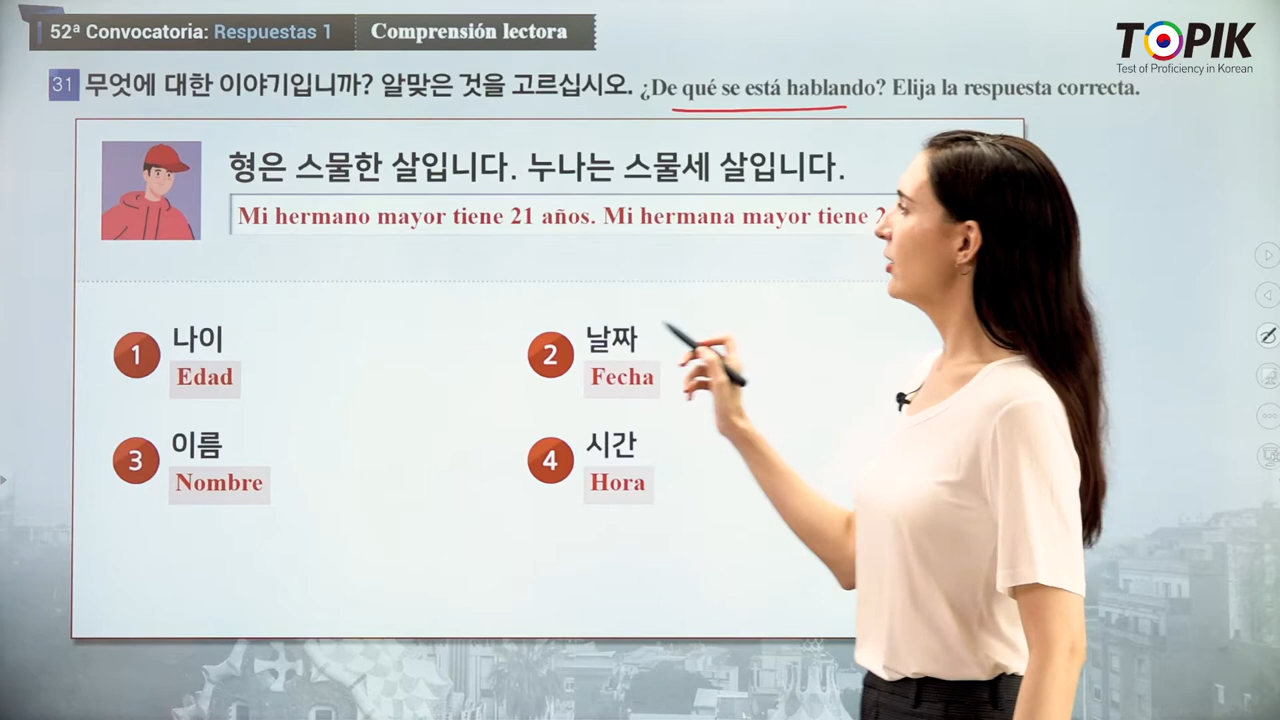 52ª Convocatoria: Respuestas 1 Comprensión lectora
TOPIK
Test of Proficiency in Korean
31 무엇에 대한 이야기입니까? 알맞은 것을 고르십시오. ¿De qué se está hablando? Elija la respuesta correcta.
형은 스물한 살입니다. 누나는 스물세 살입니다.
Mi hermano mayor tiene 21 años. Mi hermana mayor tiene
1 나이
Edad
2 날짜
Fecha
3 이름
Nombre
4 시간
Hora